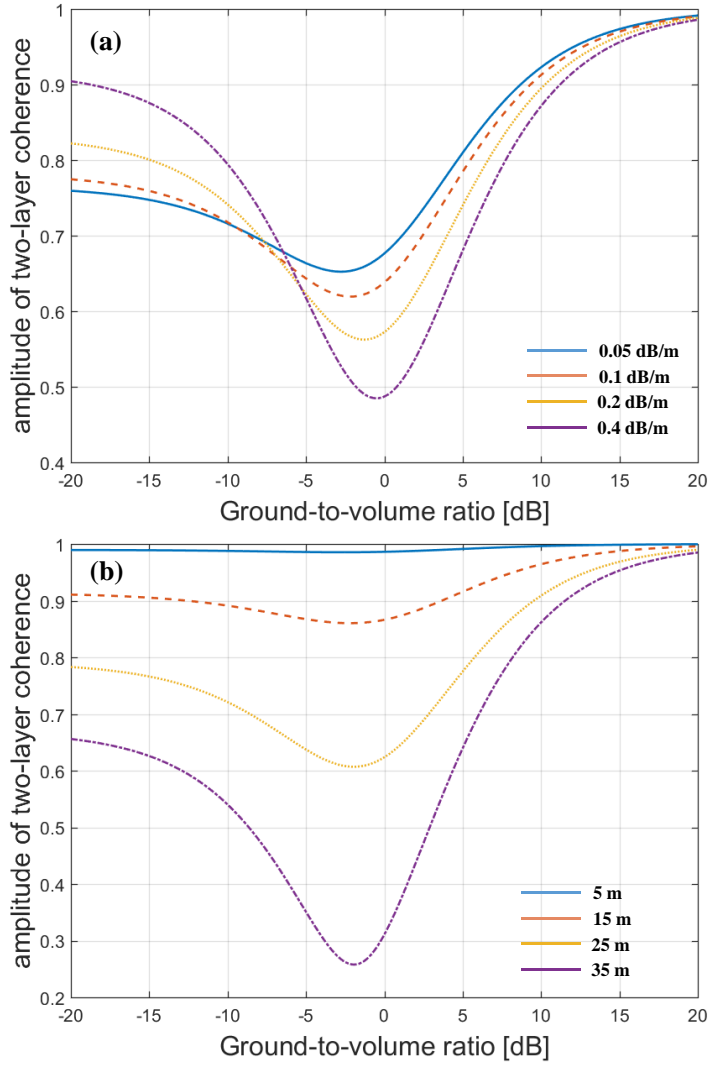 (a)
amplitude of two-layer coherence
1
0.9
0.8
0.7
0.6
0.5
0.4
-20 -15 -10 -5 0 5 10 15 20
Ground-to-volume ratio [dB]
0.05 dB/m
0.1 dB/m
0.2 dB/m
0.4 dB/m
(b)
amplitude of two-layer coherence
1
0.9
0.8
0.7
0.6
0.5
0.4
0.3
0.2
-20 -15 -10 -5 0 5 10 15 20
Ground-to-volume ratio [dB]
5 m
15 m
25 m
35 m